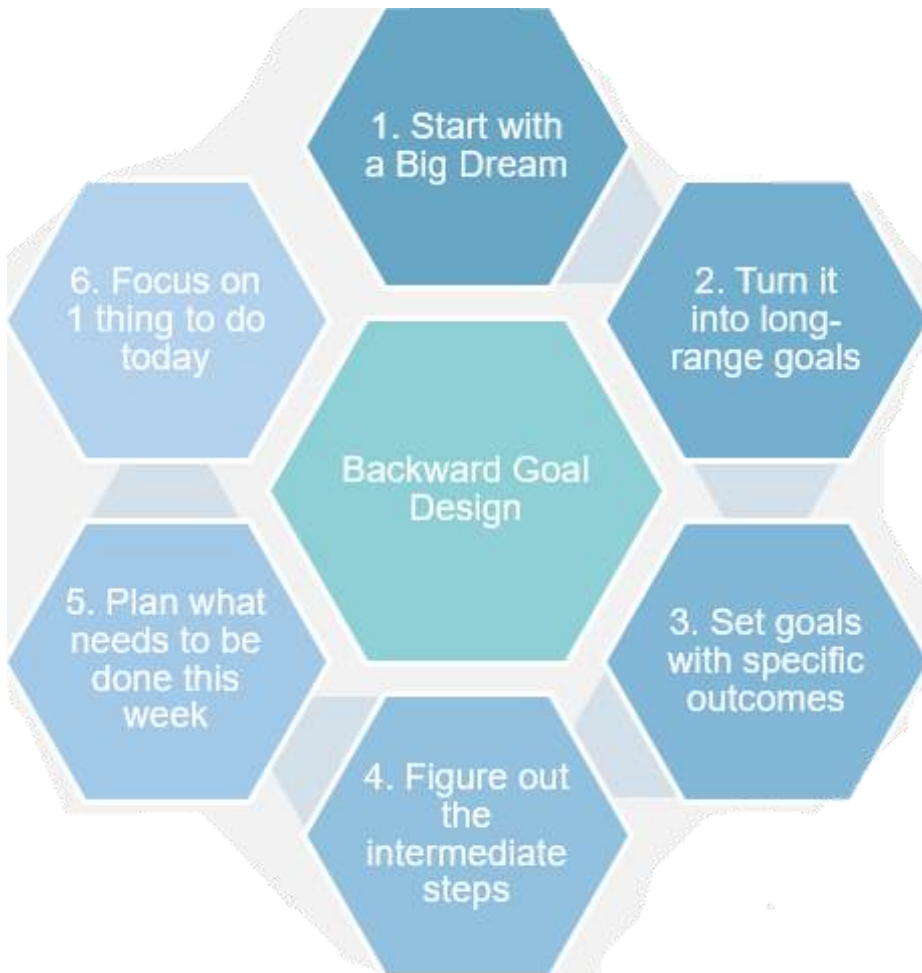 1. Start with
a Big Dream
2. Turn it
into long-
range goals
3. Set goals
with specific
outcomes
4. Figure out
the
intermediate
steps
5. Plan what
needs to be
done this
week
6. Focus on
1 thing to do
today
Backward Goal
Design